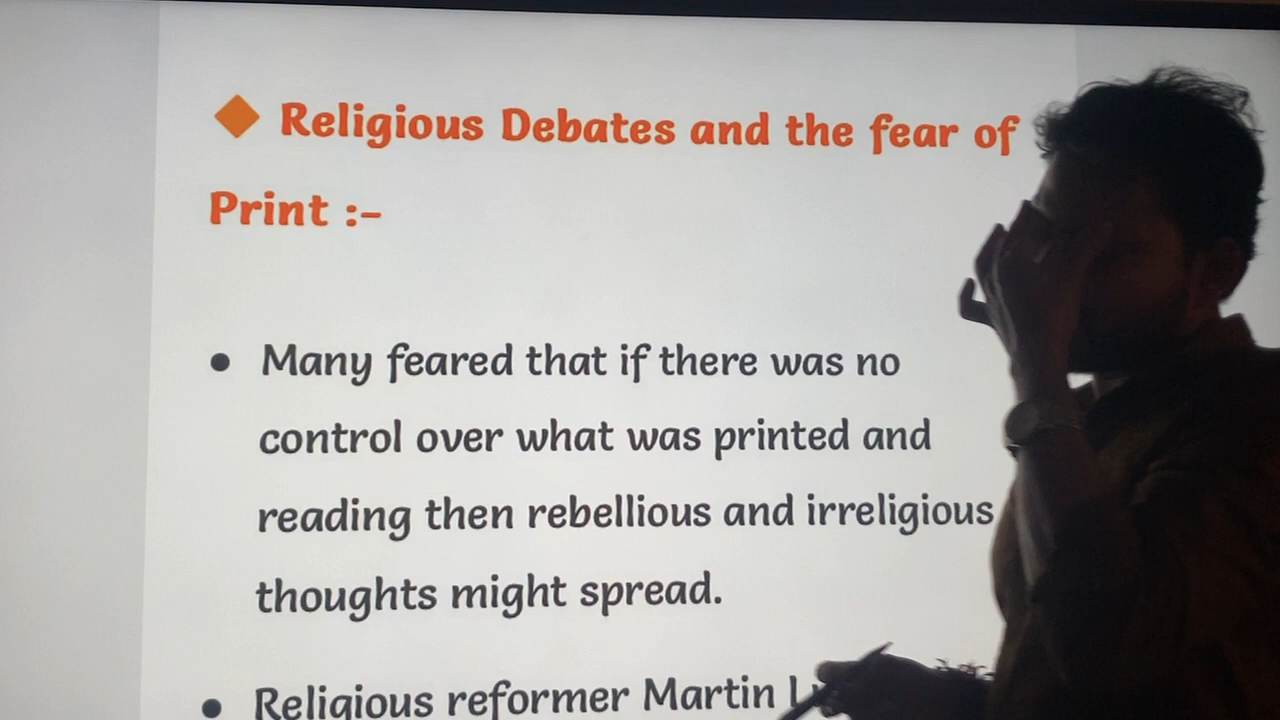 ◆ Religious Debates and the fear of
Print :-
● Many feared that if there was no
control over what was printed and
reading then rebellious and irreligious
thoughts might spread.
● Religious reformer Martin